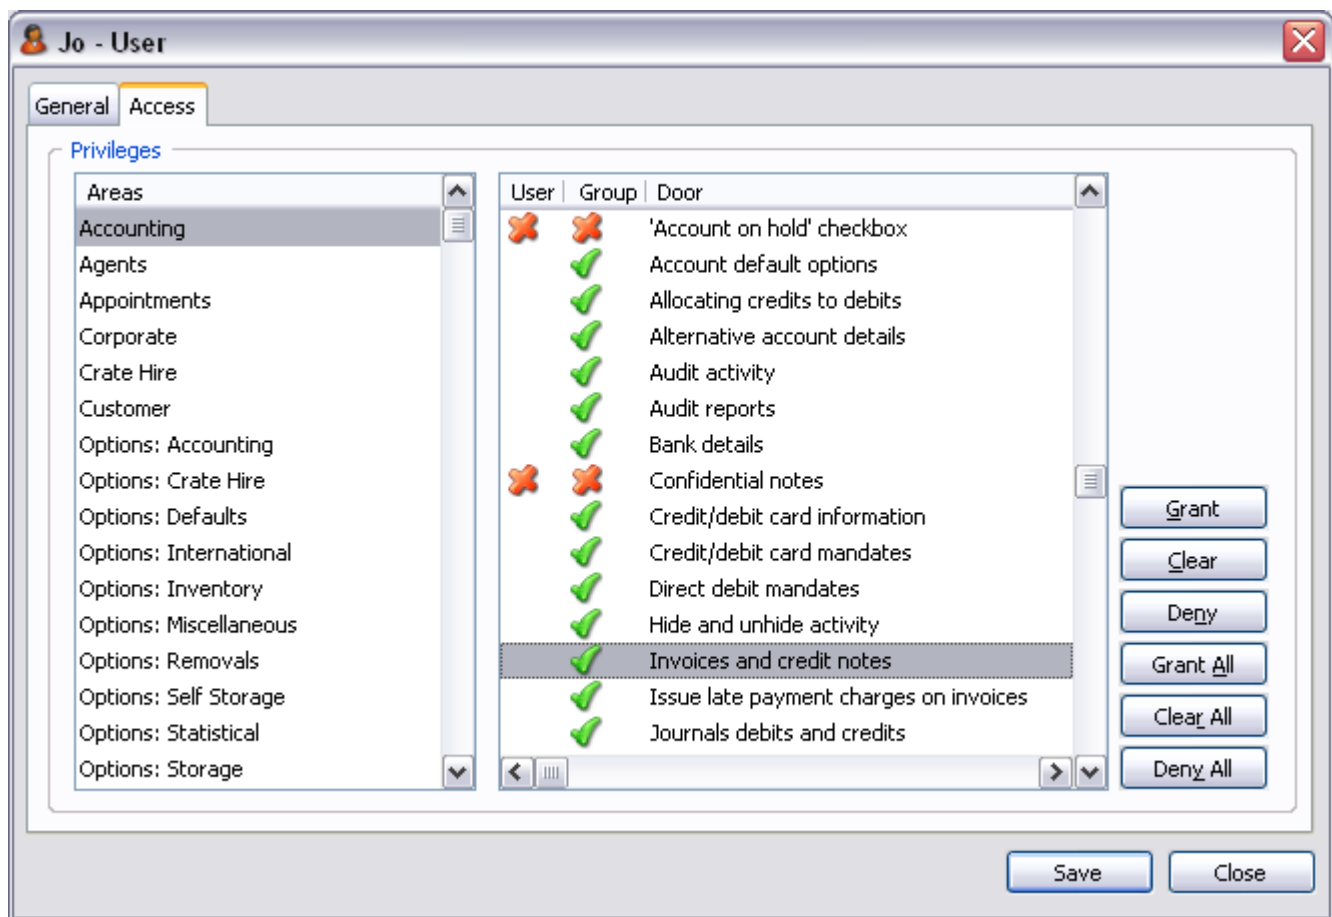 Jo - User
General Access
Privileges
Areas
Accounting
Agents
Appointments
Corporate
Crate Hire
Customer
Options: Accounting
Options: Crate Hire
Options: Defaults
Options: International
Options: Inventory
Options: Miscellaneous
Options: Removals
Options: Self Storage
Options: Statistical
Options: Storage
User Group Door
'Account on hold' checkbox
Account default options
Allocating credits to debits
Alternative account details
Audit activity
Audit reports
Bank details
Confidential notes
Credit/debit card information
Credit/debit card mandates
Direct debit mandates
Hide and unhide activity
Invoices and credit notes
Issue late payment charges on invoices
Journals debits and credits
Grant
Clear
Deny
Grant All
Clear All
Deny All
Save Close